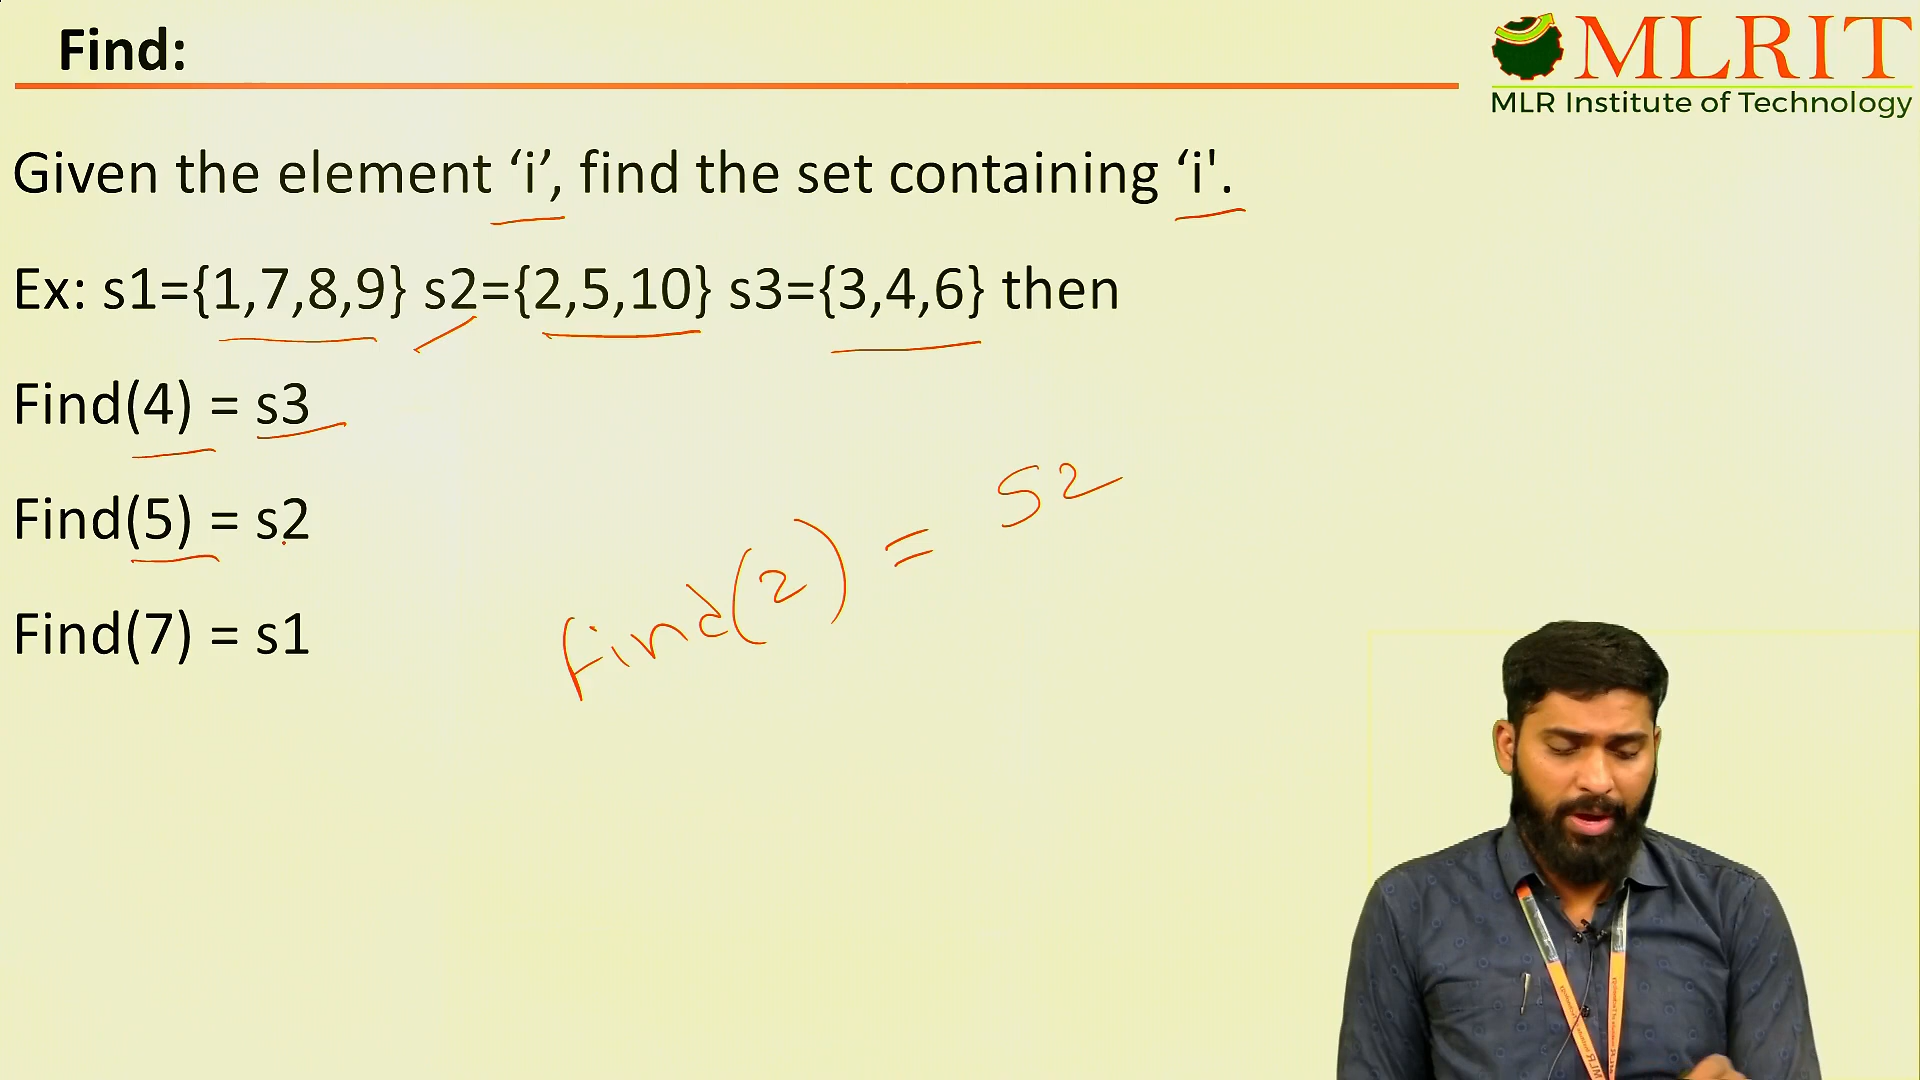 Find:
MLRIT
MLR Institute of Technology
Given the element ‘i’, find the set containing ‘i'.
Ex: s1={1,7,8,9} s2={2,5,10} s3={3,4,6} then
Find(4) = s3
Find(5) = s2
Find(7) = s1
find(2) = S2